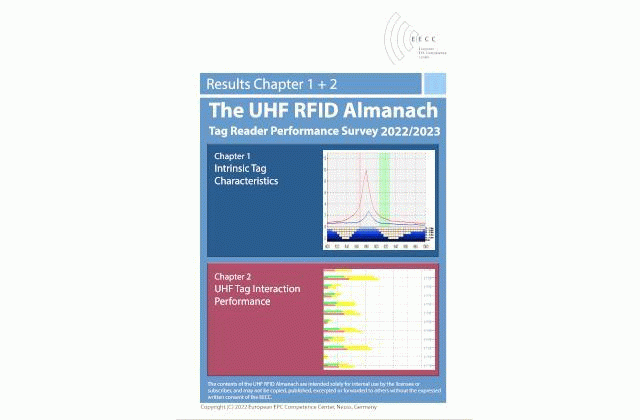 EECC
European
EPC Competence
Center
Results Chapter 1 + 2
The UHF RFID Almanach
Tag Reader Performance Survey 2022/2023
Chapter 1
Intrinsic Tag
Characteristics
Chapter 2
UHF Tag Interaction
Performance
The contents of the UHF RFID Almanach are intended solely for internal use by the licensee or
subscriber, and may not be copied, published, excerpted or forwarded to others without the expressed
written consent of the EECC.
Copyright (C) 2022 European EPC Competence Center, Neuss, Germany